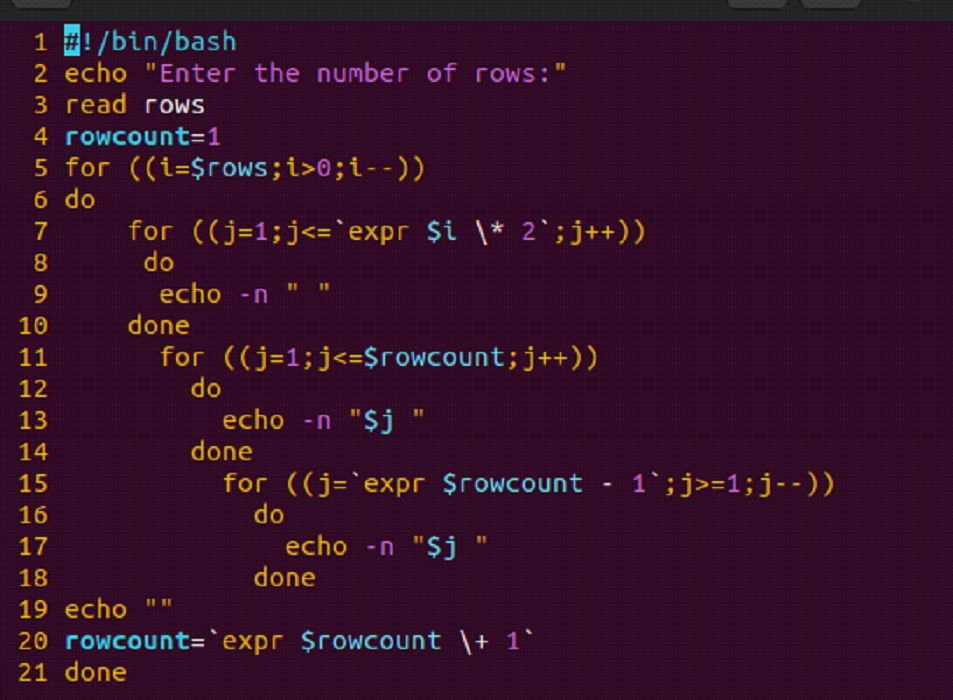 1 #!/bin/bash
2 echo "Enter the number of rows:"
3 read rows
4 rowcount=1
5 for ((i=$rows;i>0;i--))
6 do
7     for ((j=1;j<=`expr $i \* 2`;j++))
8      do
9       echo -n " "
10     done
11       for ((j=1;j<=$rowcount;j++))
12         do
13           echo -n "$j "
14         done
15           for ((j=`expr $rowcount - 1`;j>=1;j--))
16             do
17               echo -n "$j "
18             done
19 echo ""
20 rowcount=`expr $rowcount \+ 1`
21 done